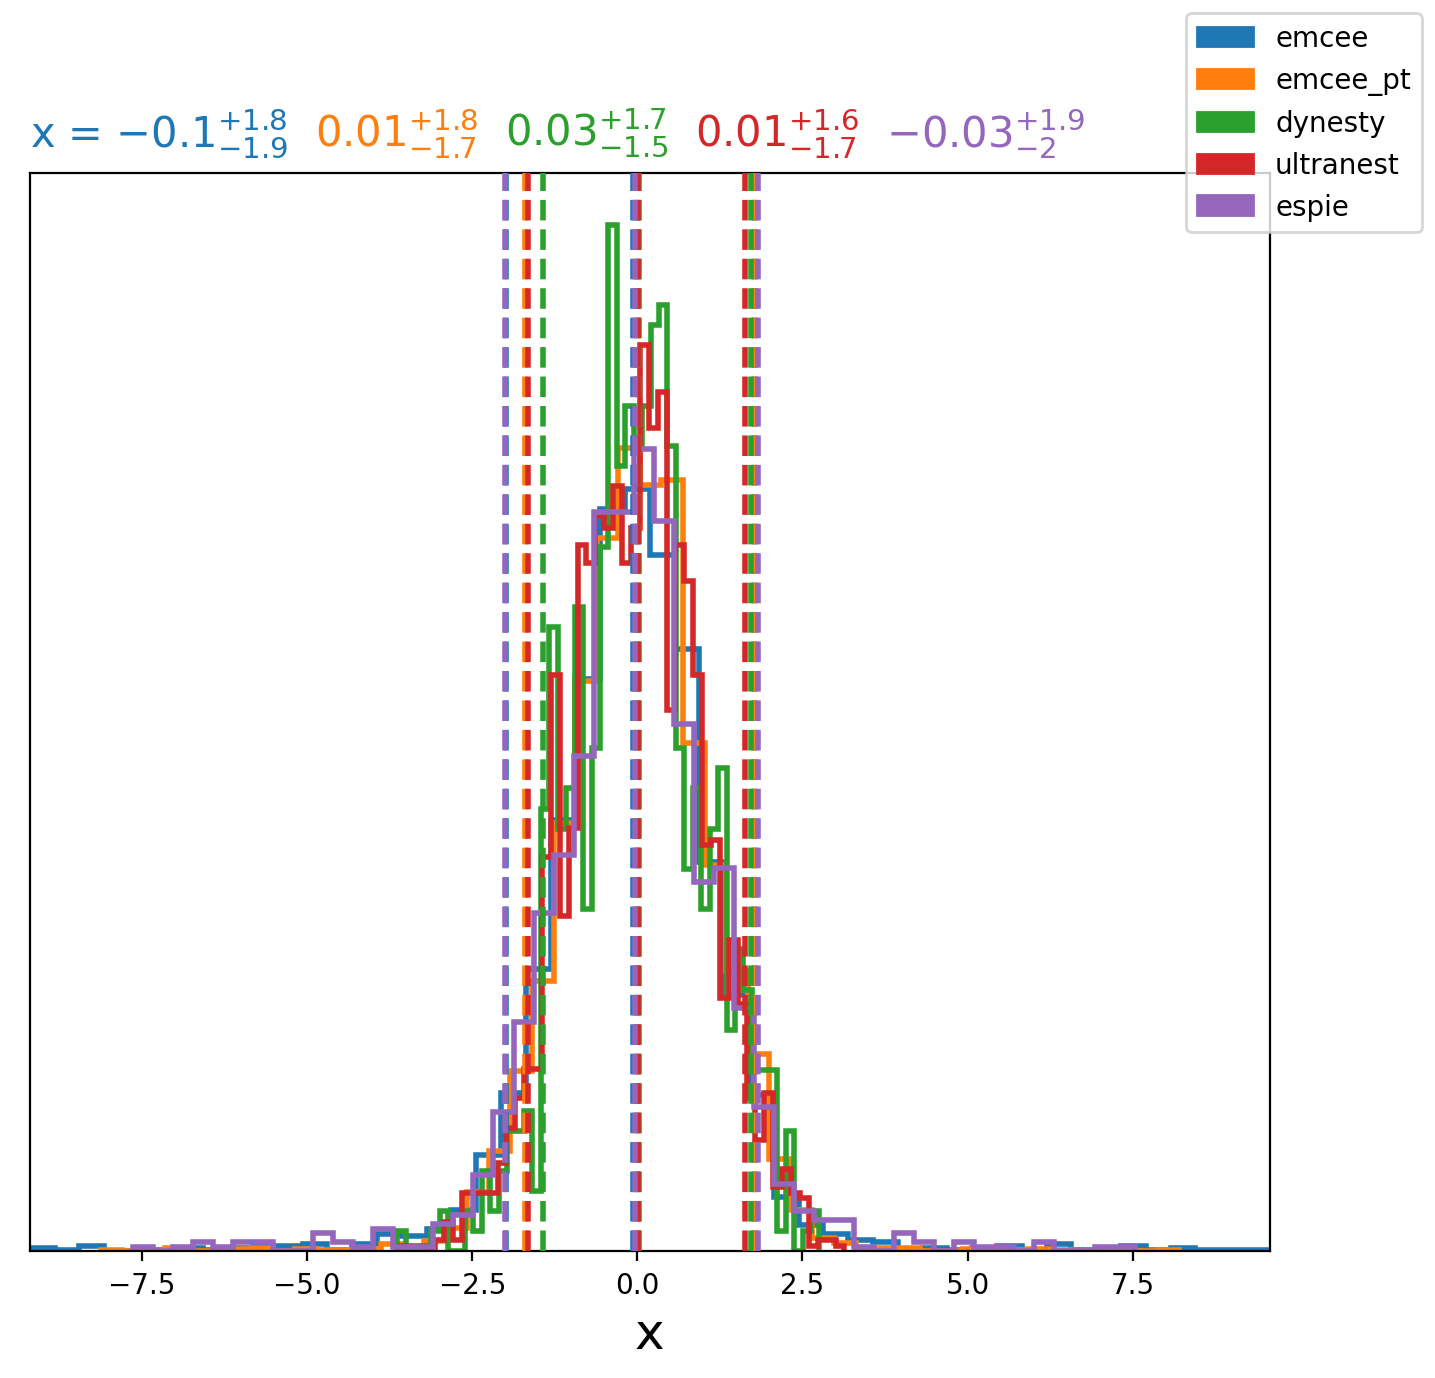 emcee
emcee_pt
dynesty
ultranest
espie
x = −0.1+1.8−1.9 0.01+1.8−1.7 0.03+1.7−1.5 0.01+1.6−1.7 −0.03+1.9−2
−7.5 −5.0 −2.5 0.0 2.5 5.0 7.5
x